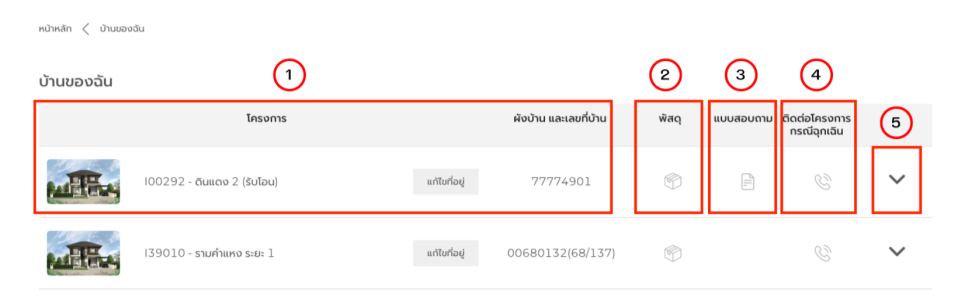 หน้าหลัก < บ้านของฉัน
บ้านของฉัน
1 2 3 4 5
โครงการ ผังบ้าน และเลขที่บ้าน พัสดุ แบบสอบถาม ติดต่อโครงการ
กรณีฉุกเฉิน
I00292 - ดินแดง 2 (รับโอน) แก้ไขที่อยู่ 77774901
I39010 - รามคำแหง ระยะ 1 แก้ไขที่อยู่ 00680132(68/137)